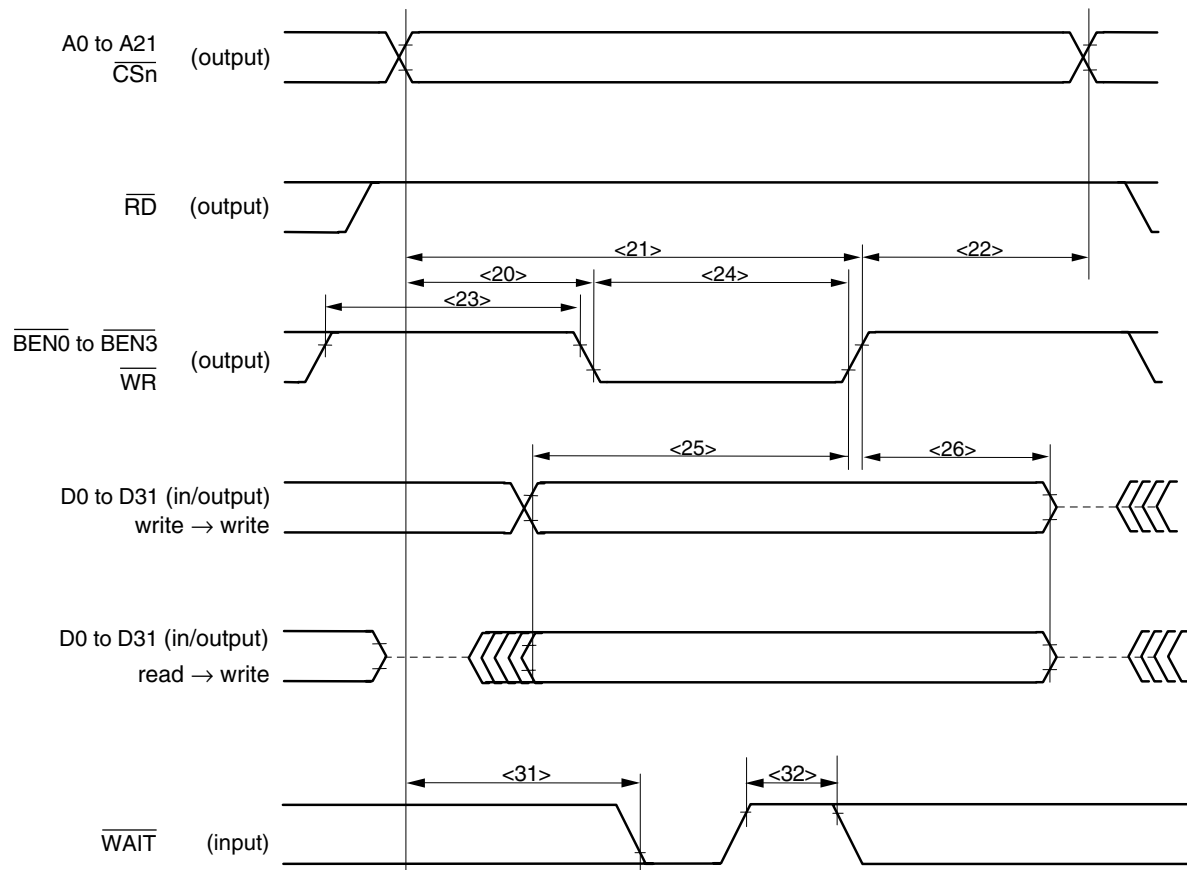 A0 to A21
CSn
(output)
RD (output)
<21>
<22>
<20>
<24>
<23>
BEN0 to BEN3
WR
(output)
<25>
<26>
D0 to D31 (in/output)
write → write
D0 to D31 (in/output)
read → write
<31>
<32>
WAIT (input)